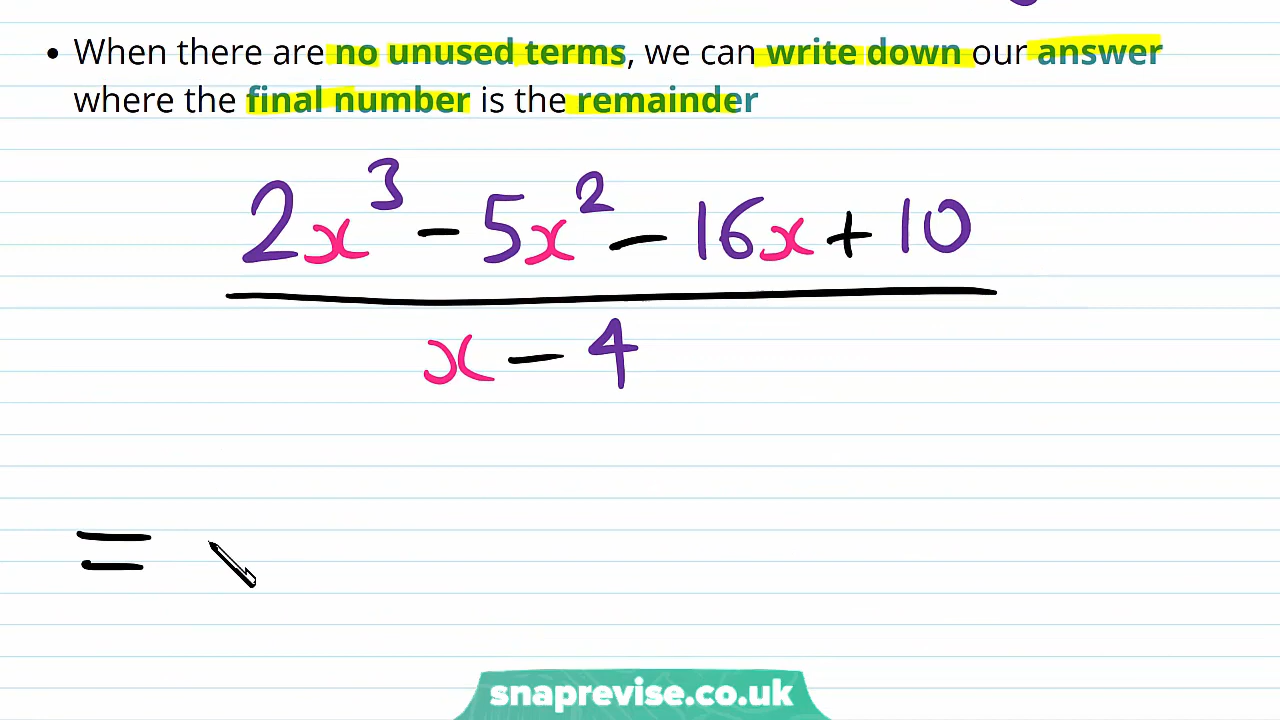 • When there are no unused terms, we can write down our answer
where the final number is the remainder
2x³ - 5x² - 16x + 10
x - 4
=
snaprevise.co.uk